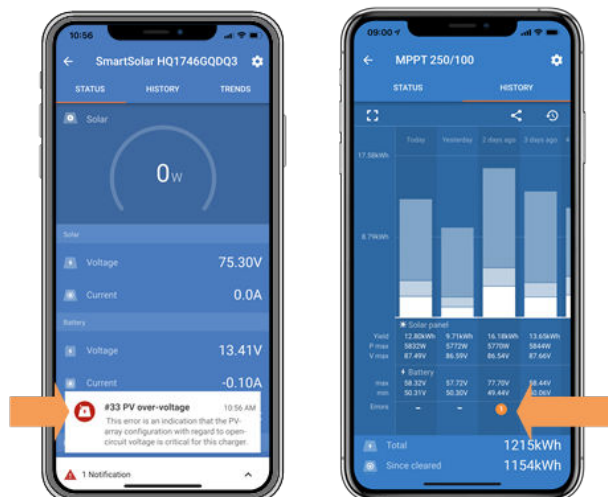 10:56
SmartSolar HQ1746GQDQ3
STATUS HISTORY TRENDS
Solar
0W
Solar
Voltage 75.30V
Current 0.0A
Battery
Voltage 13.41V
Current -0.10A
#33 PV over-voltage 10:56 AM
This error is an indication that the PV-
array configuration with regard to open-
circuit voltage is critical for this charger.
1 Notification
09:00
MPPT 250/100
STATUS HISTORY
Today Yesterday 2 days ago 3 days ago 4
17.58kWh
8.79kWh
Solar panel
Yield 12.80kWh 9.71kWh 16.18kWh 13.65kWh
P max 5832W 5772W 5770W 5844W
V max 87.49V 86.59V 86.54V 87.66V
Battery
max 58.32V 57.72V 77.70V 58.44V
min 50.31V 50.30V 49.44V 50.06V
Errors – –
Total 1215kWh
Since cleared 1154kWh